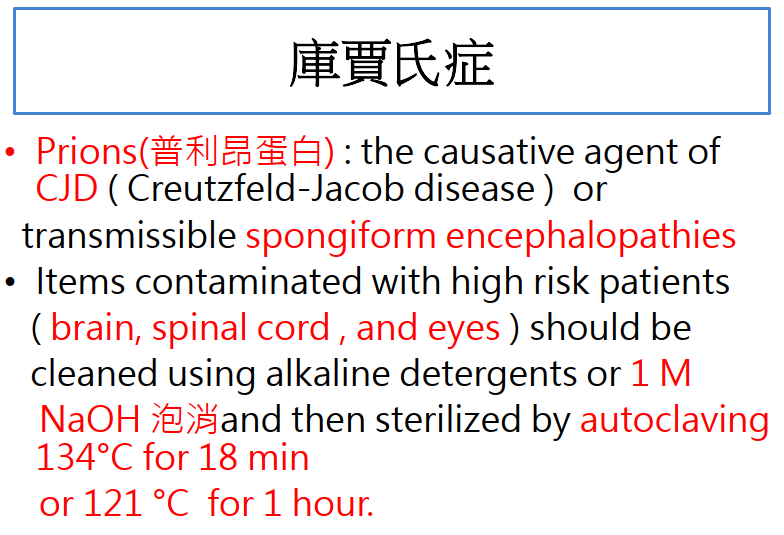 庫賈氏症
• Prions(普利昂蛋白) : the causative agent of
CJD ( Creutzfeld-Jacob disease ) or
transmissible spongiform encephalopathies
• Items contaminated with high risk patients
( brain, spinal cord , and eyes ) should be
cleaned using alkaline detergents or 1 M
NaOH 泡消and then sterilized by autoclaving
134°C for 18 min
or 121 °C for 1 hour.